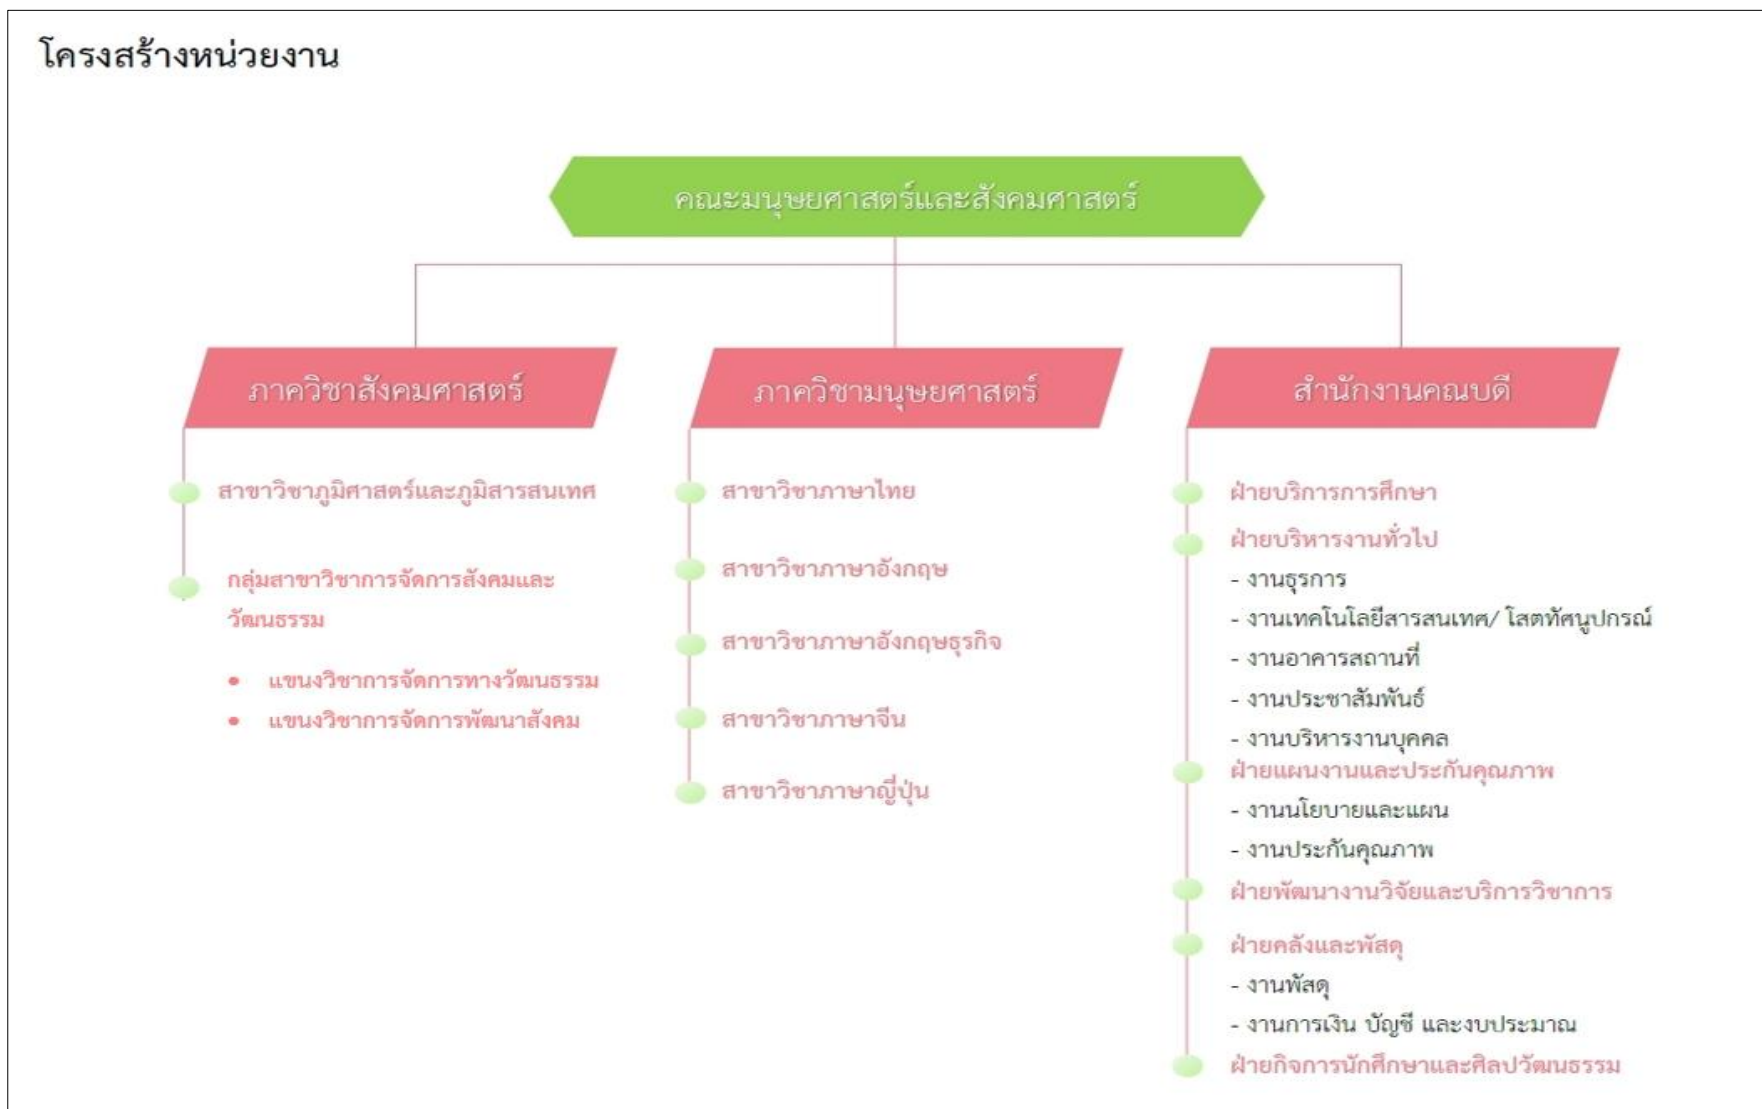 โครงสร้างหน่วยงาน
คณะมนุษยศาสตร์และสังคมศาสตร์
ภาควิชาสังคมศาสตร์
สาขาวิชาภูมิศาสตร์และภูมิสารสนเทศ
กลุ่มสาขาวิชาการจัดการสังคมและ
วัฒนธรรม
• แขนงวิชาการจัดการทางวัฒนธรรม
• แขนงวิชาการจัดการพัฒนาสังคม
ภาควิชามนุษยศาสตร์
สาขาวิชาภาษาไทย
สาขาวิชาภาษาอังกฤษ
สาขาวิชาภาษาอังกฤษธุรกิจ
สาขาวิชาภาษาจีน
สาขาวิชาภาษาญี่ปุ่น
สำนักงานคณบดี
ฝ่ายบริการการศึกษา
ฝ่ายบริหารงานทั่วไป
- งานธุรการ
- งานเทคโนโลยีสารสนเทศ/ โสตทัศนูปกรณ์
- งานอาคารสถานที่
- งานประชาสัมพันธ์
- งานบริหารงานบุคคล
ฝ่ายแผนงานและประกันคุณภาพ
- งานนโยบายและแผน
- งานประกันคุณภาพ
ฝ่ายพัฒนางานวิจัยและบริการวิชาการ
ฝ่ายคลังและพัสดุ
- งานพัสดุ
- งานการเงิน บัญชี และงบประมาณ
ฝ่ายกิจการนักศึกษาและศิลปวัฒนธรรม